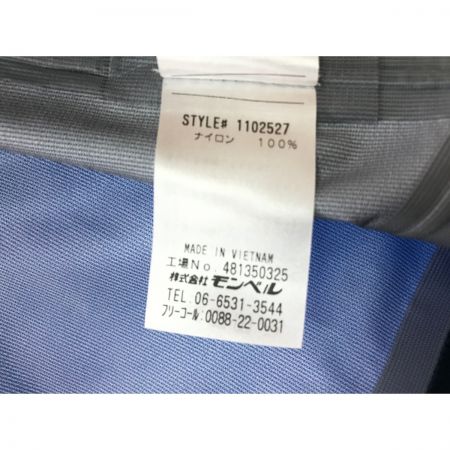 STYLE# 1102527
ナイロン 100%
MADE IN VIETNAM
工場No. 481350325
株式会社 モンベル
TEL. 06-6531-3544
フリーコール:0088-22-0031